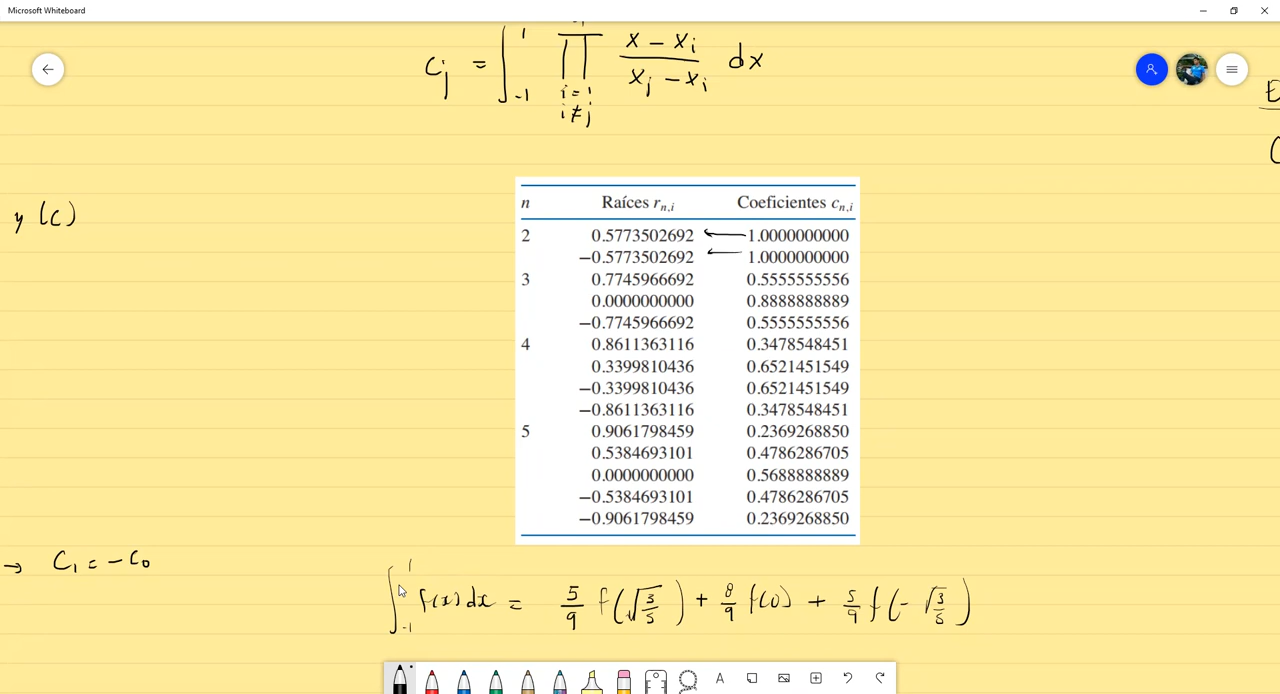 Microsoft Whiteboard
c_j = ∫_{-1}^{1} ∏_{i=1, i≠j} (x - x_i)/(x_j - x_i) dx
E
C
y (C)
n Raíces r_{n,i} Coeficientes c_{n,i}
2 0.5773502692 ← 1.0000000000
−0.5773502692 ← 1.0000000000
3 0.7745966692 0.5555555556
0.0000000000 0.8888888889
−0.7745966692 0.5555555556
4 0.8611363116 0.3478548451
0.3399810436 0.6521451549
−0.3399810436 0.6521451549
−0.8611363116 0.3478548451
5 0.9061798459 0.2369268850
0.5384693101 0.4786286705
0.0000000000 0.5688888889
−0.5384693101 0.4786286705
−0.9061798459 0.2369268850
→ C_1 = -C_0
∫_{-1}^{1} f(x) dx = 5/9 f(√(3/5)) + 8/9 f(0) + 5/9 f(-√(3/5))
A